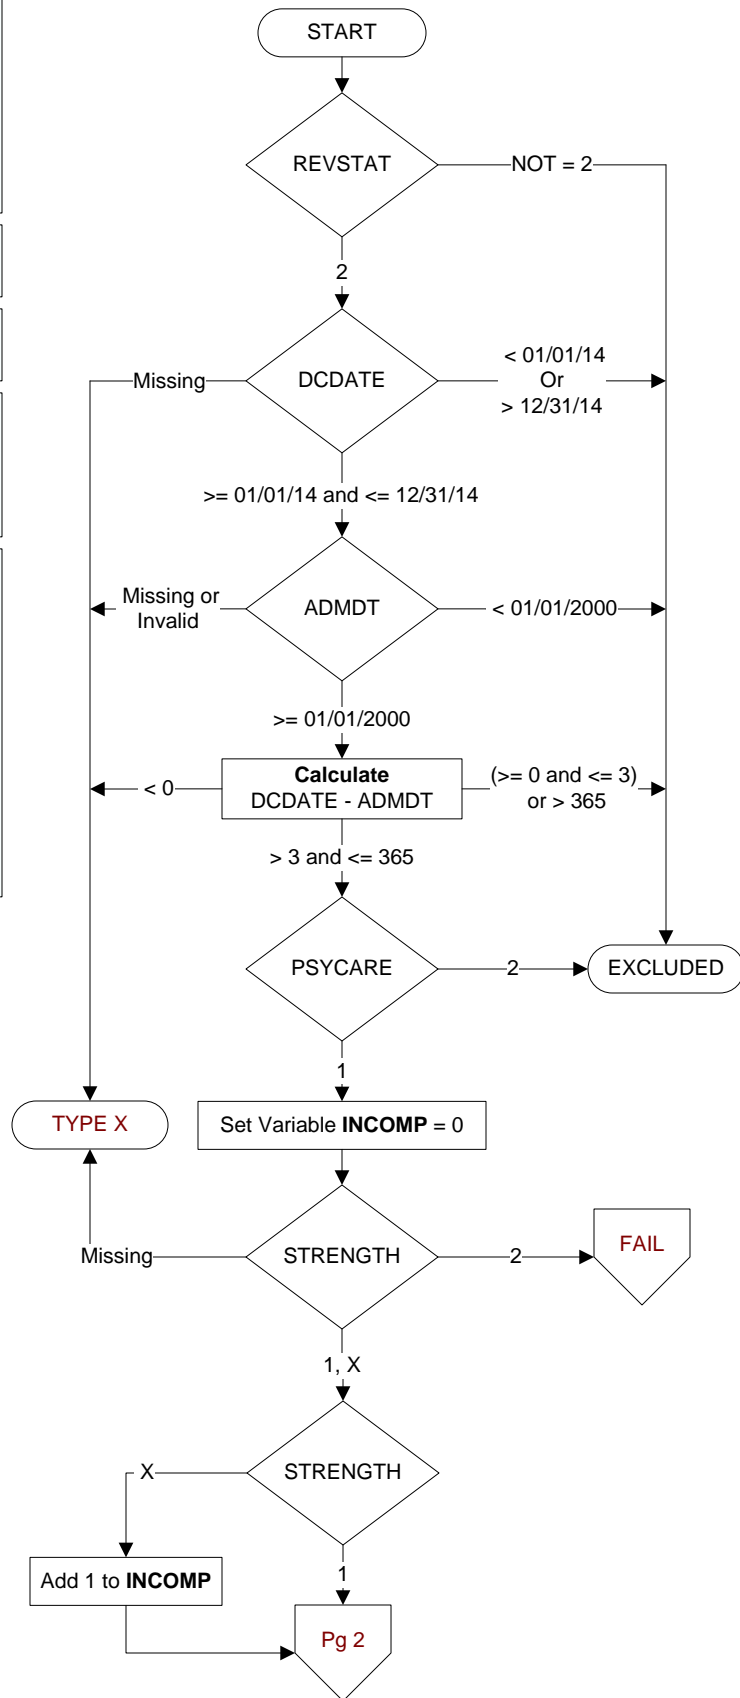 START
REVSTAT
NOT = 2
2
Missing
DCDATE
< 01/01/14
Or
> 12/31/14
>= 01/01/14 and <= 12/31/14
Missing or
Invalid
ADMDT
< 01/01/2000
>= 01/01/2000
< 0
Calculate
DCDATE - ADMDT
(>= 0 and <= 3)
or > 365
> 3 and <= 365
PSYCARE
2
EXCLUDED
1
TYPE X
Set Variable INCOMP = 0
Missing
STRENGTH
2
FAIL
1, X
X
STRENGTH
Add 1 to INCOMP
1
Pg 2